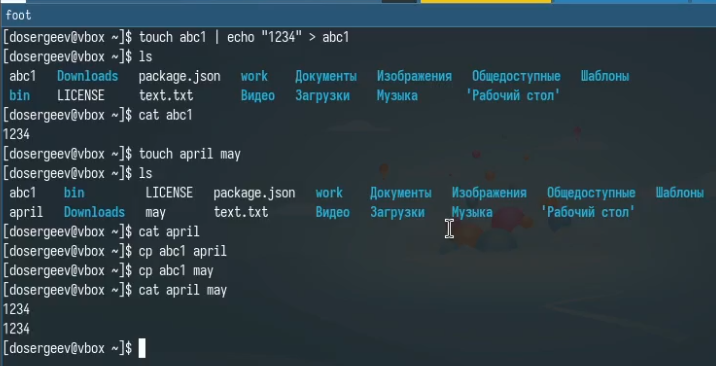 foot
[dosergeev@vbox ~]$ touch abc1 | echo "1234" > abc1
[dosergeev@vbox ~]$ ls
abc1 Downloads package.json work Документы Изображения Общедоступные Шаблоны
bin LICENSE text.txt Видео Загрузки Музыка 'Рабочий стол'
[dosergeev@vbox ~]$ cat abc1
1234
[dosergeev@vbox ~]$ touch april may
[dosergeev@vbox ~]$ ls
abc1 bin LICENSE package.json work Документы Изображения Общедоступные Шаблоны
april Downloads may text.txt Видео Загрузки Музыка 'Рабочий стол'
[dosergeev@vbox ~]$ cat april
[dosergeev@vbox ~]$ cp abc1 april
[dosergeev@vbox ~]$ cp abc1 may
[dosergeev@vbox ~]$ cat april may
1234
1234
[dosergeev@vbox ~]$